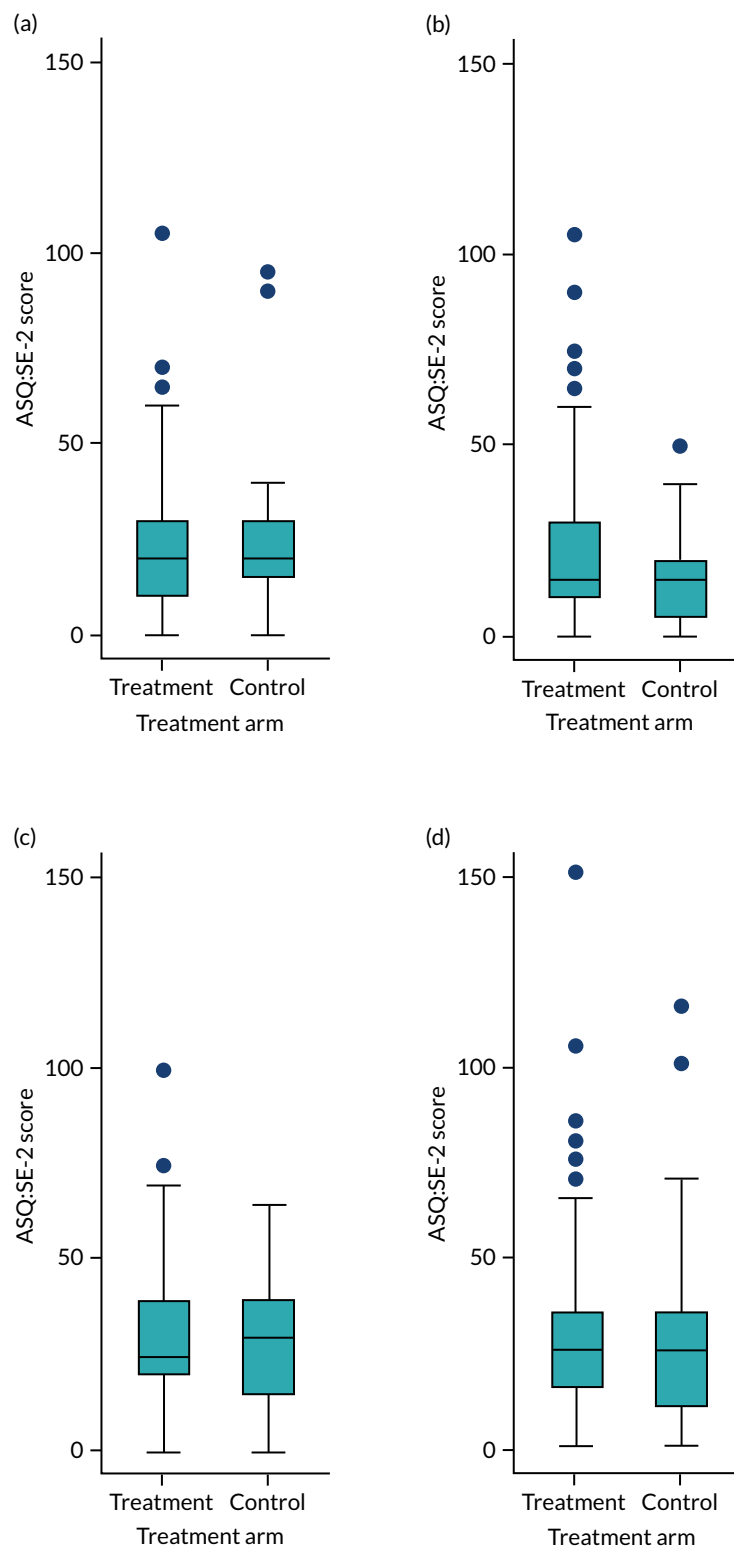 (a)
150
100
50
0
ASQ:SE-2 score
Treatment Control
Treatment arm
(b)
150
100
50
0
ASQ:SE-2 score
Treatment Control
Treatment arm
(c)
150
100
50
0
ASQ:SE-2 score
Treatment Control
Treatment arm
(d)
150
100
50
0
ASQ:SE-2 score
Treatment Control
Treatment arm